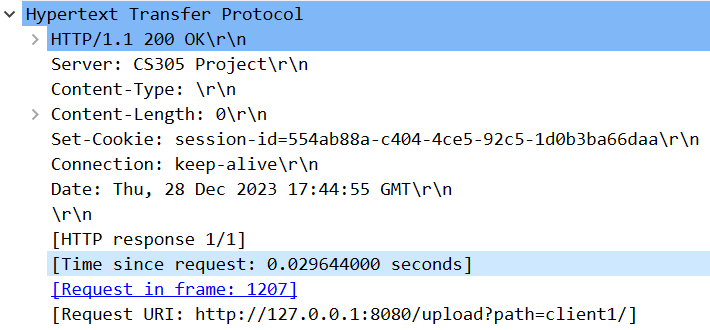 Hypertext Transfer Protocol
HTTP/1.1 200 OK\r\n
Server: CS305 Project\r\n
Content-Type: \r\n
Content-Length: 0\r\n
Set-Cookie: session-id=554ab88a-c404-4ce5-92c5-1d0b3ba66daa\r\n
Connection: keep-alive\r\n
Date: Thu, 28 Dec 2023 17:44:55 GMT\r\n
\r\n
[HTTP response 1/1]
[Time since request: 0.029644000 seconds]
[Request in frame: 1207]
[Request URI: http://127.0.0.1:8080/upload?path=client1/]